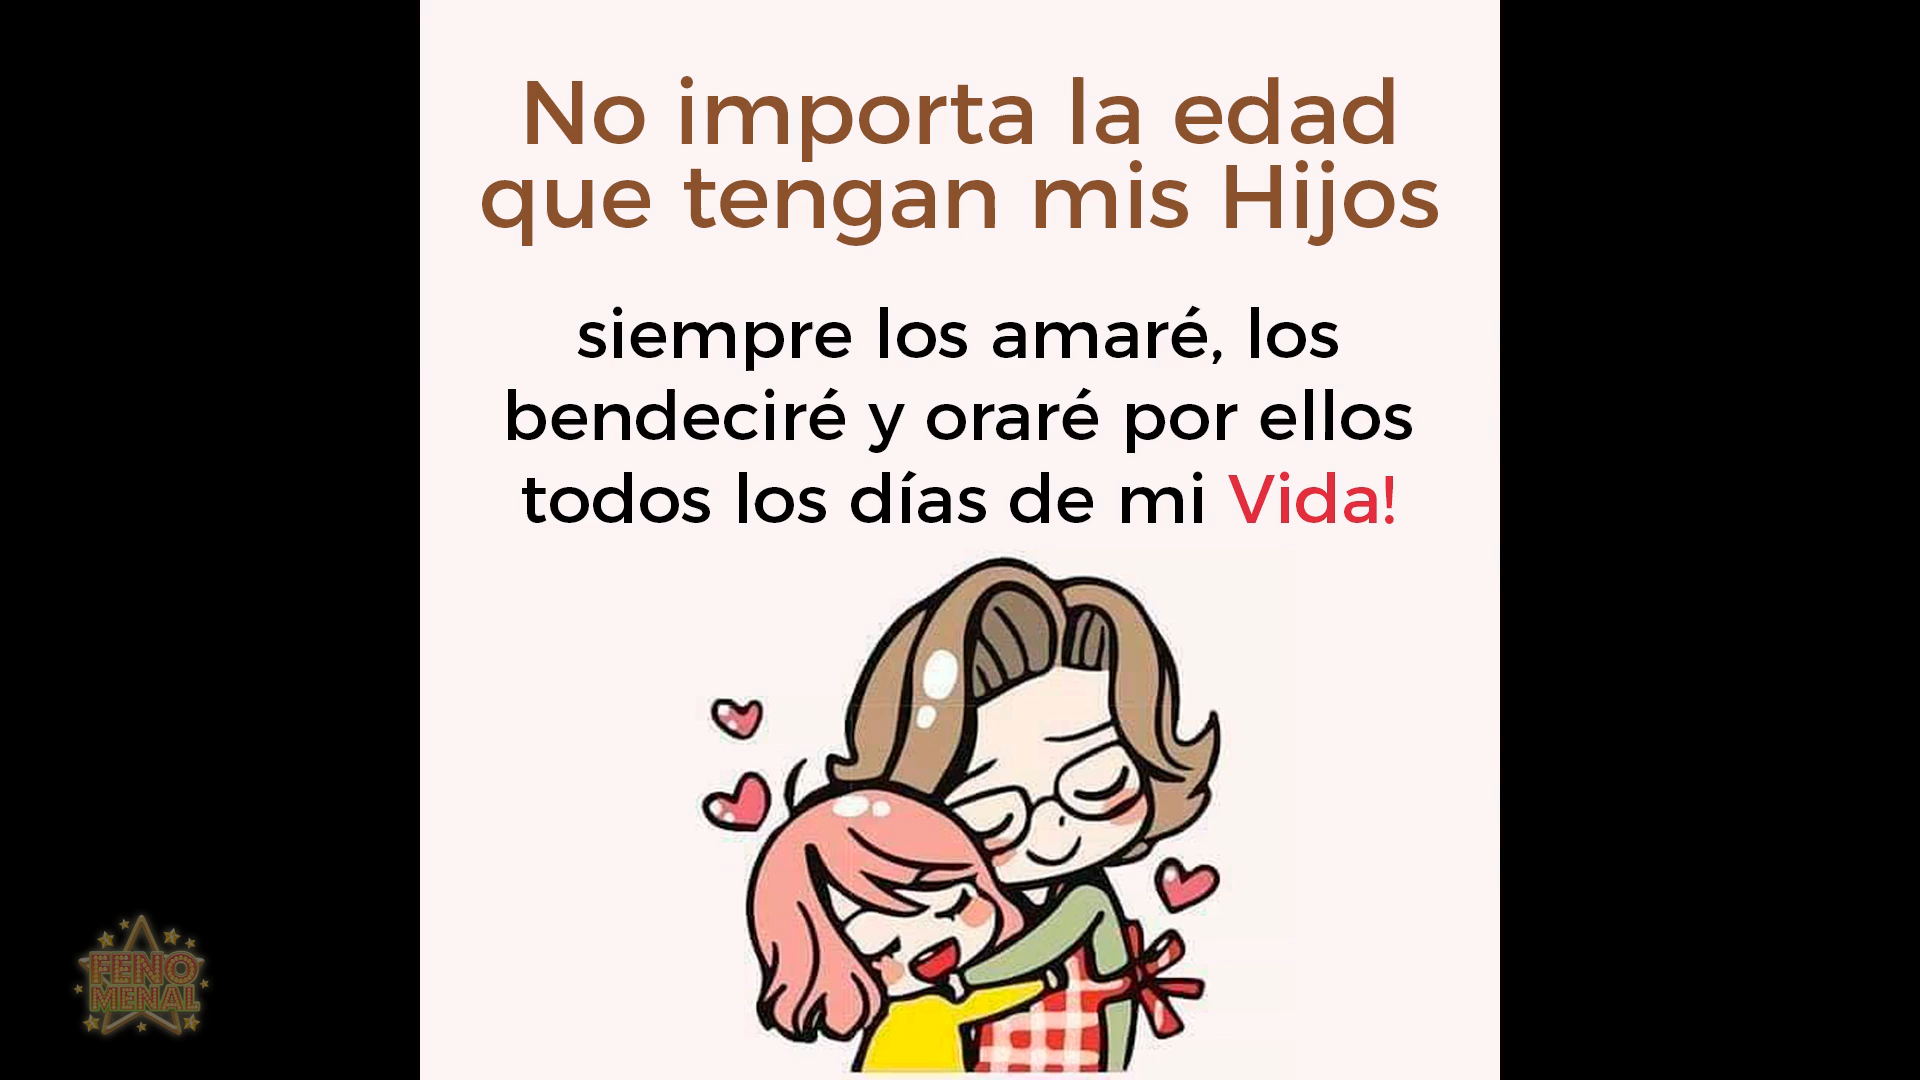 No importa la edad
que tengan mis Hijos
siempre los amaré, los
bendeciré y oraré por ellos
todos los días de mi Vida!
FENO
MENAL